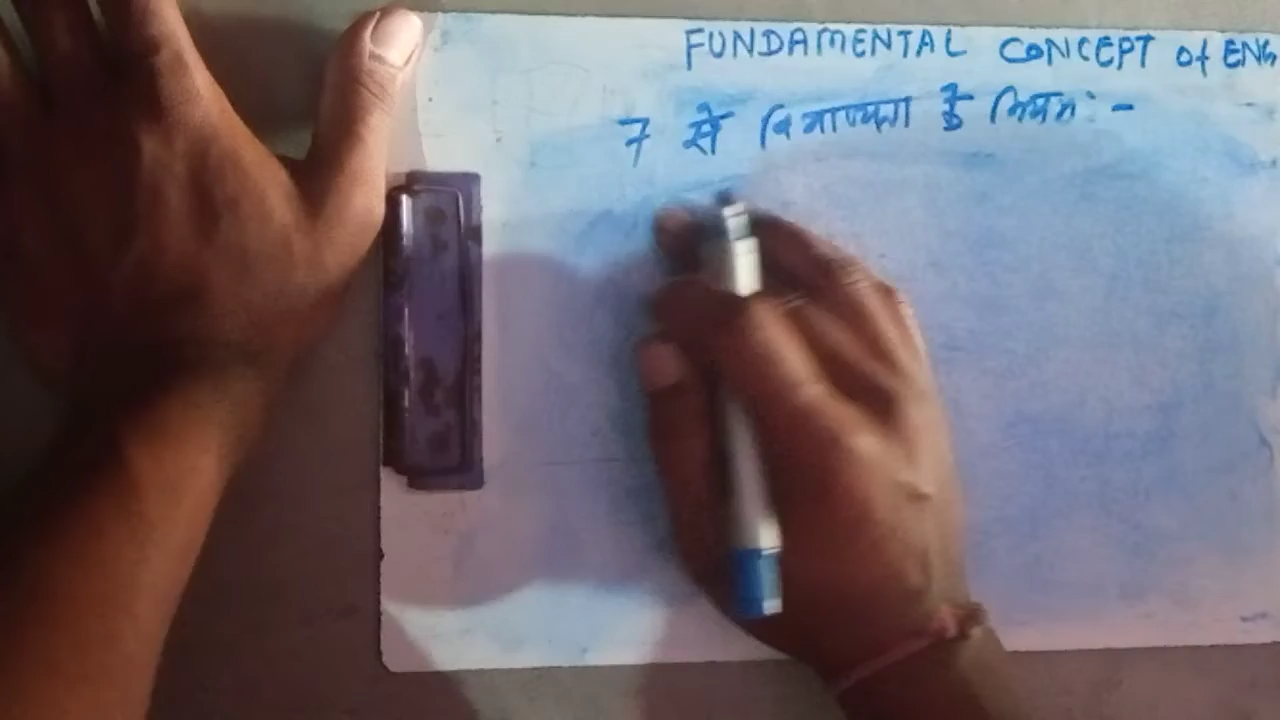 FUNDAMENTAL CONCEPT of ENG
7 से विभाज्यता के नियम :-